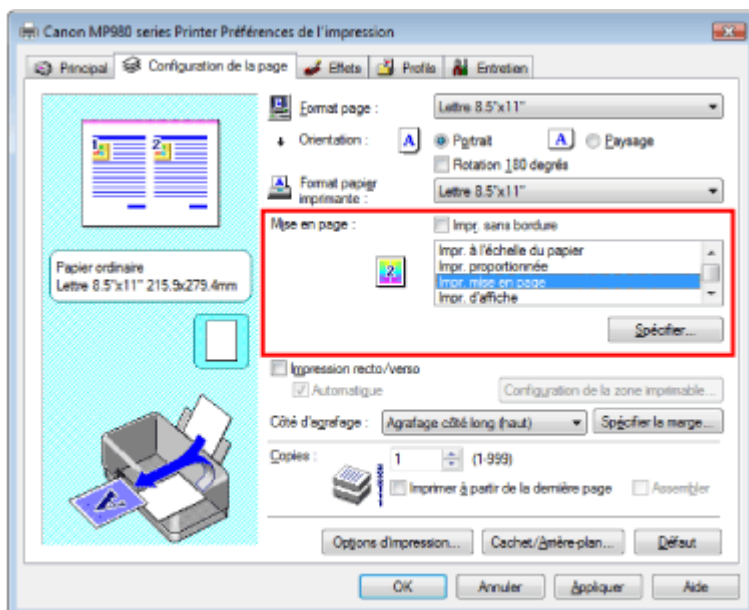 Canon MP980 series Printer Préférences de l'impression
Principal Configuration de la page Effets Profils Entretien
Format page : Lettre 8.5"x11"
Orientation : A Portrait A Paysage
Rotation 180 degrés
Format papier imprimante : Lettre 8.5"x11"
Mise en page : Impr. sans bordure
Impr. à l'échelle du papier
Impr. proportionnée
Impr. mise en page
Impr. d'affiche
Spécifier...
1 2
2
Papier ordinaire
Lettre 8.5"x11" 215.9x279.4mm
Impression recto/verso
Automatique Configuration de la zone imprimable...
Côté d'agrafage : Agrafage côté long (haut) Spécifier la marge...
Copies : 1 (1-999)
Imprimer à partir de la dernière page Assembler
Options d'impression... Cachet/Arrière-plan... Défaut
OK Annuler Appliquer Aide